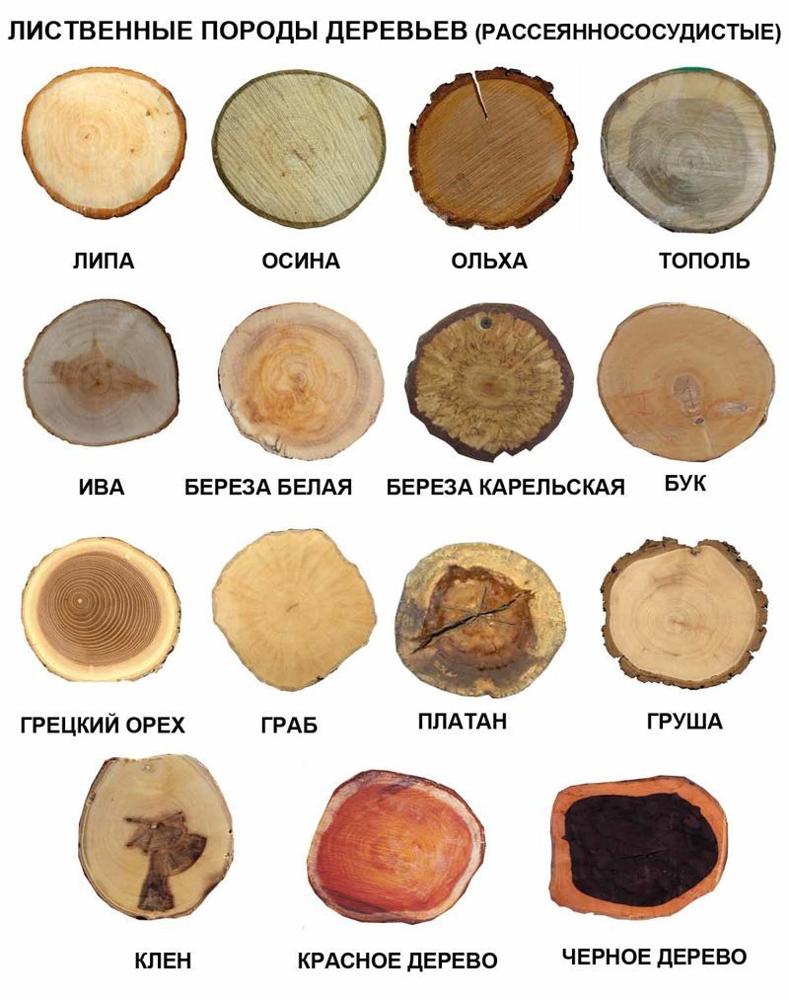 ЛИСТВЕННЫЕ ПОРОДЫ ДЕРЕВЬЕВ (РАССЕЯННОСОСУДИСТЫЕ)
ЛИПА
ОСИНА
ОЛЬХА
ТОПОЛЬ
ИВА
БЕРЕЗА БЕЛАЯ
БЕРЕЗА КАРЕЛЬСКАЯ
БУК
ГРЕЦКИЙ ОРЕХ
ГРАБ
ПЛАТАН
ГРУША
КЛЕН
КРАСНОЕ ДЕРЕВО
ЧЕРНОЕ ДЕРЕВО